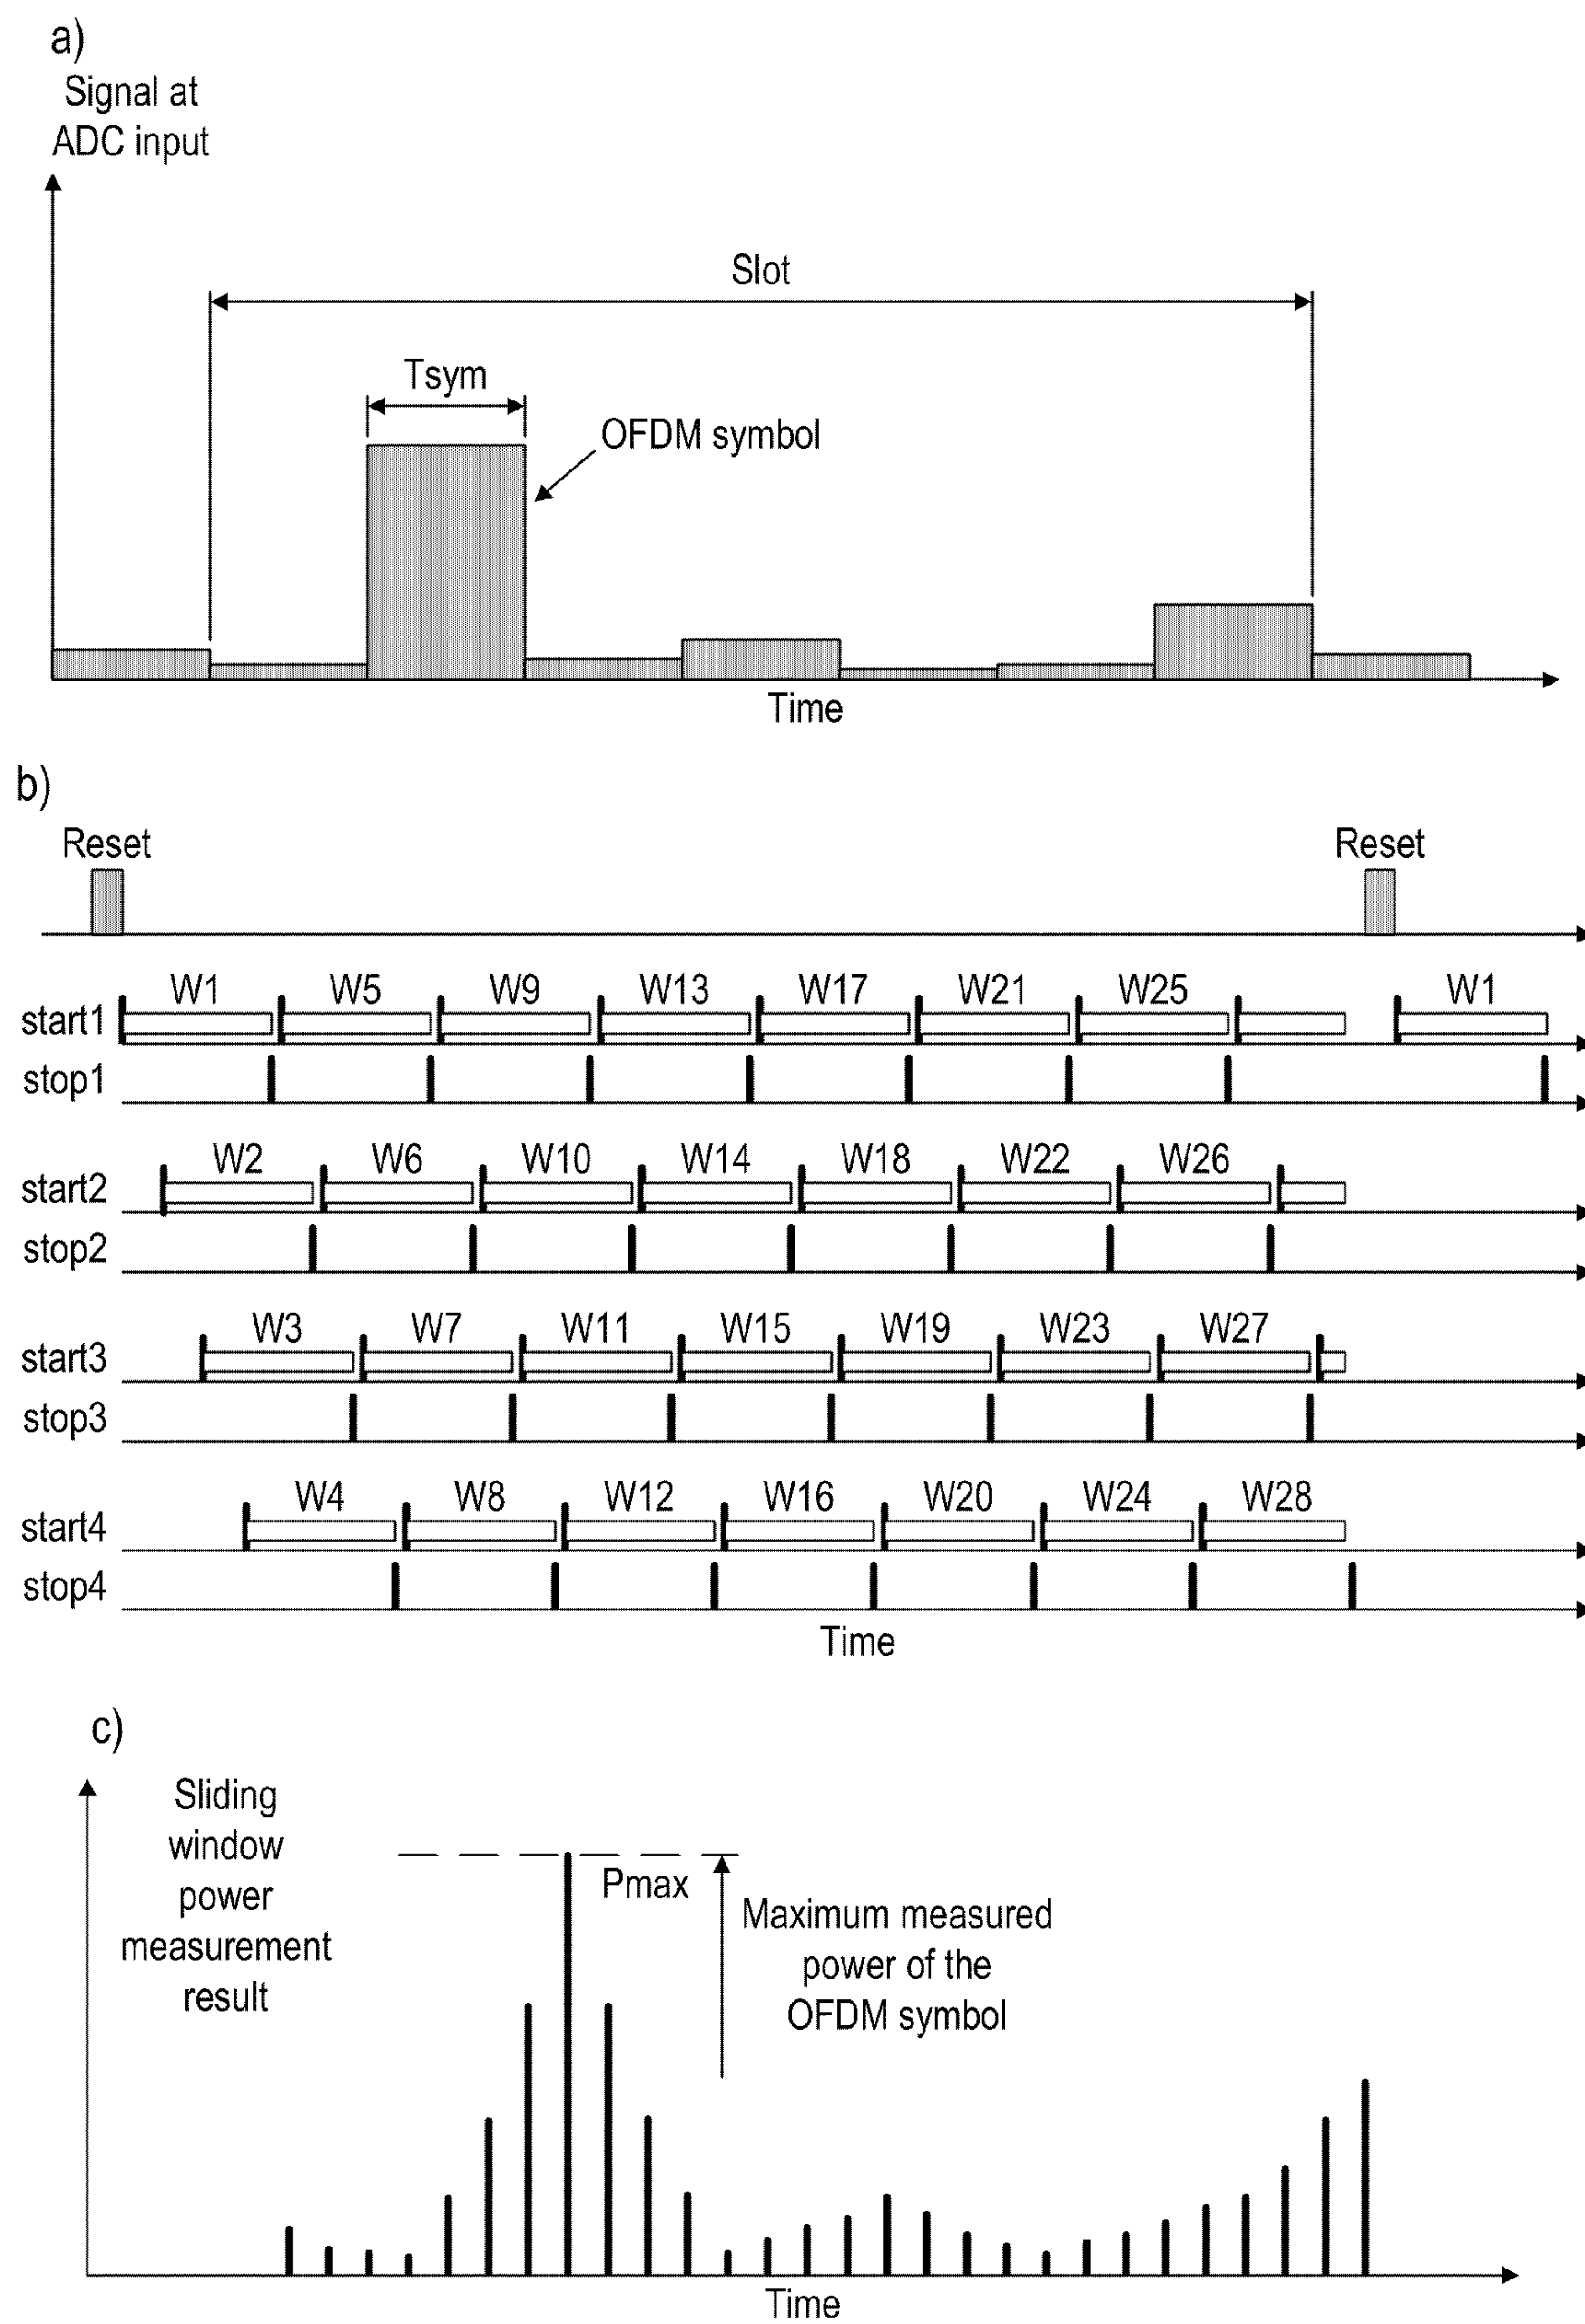 a)
Signal at
ADC input
Slot
Tsym
OFDM symbol
Time
b)
Reset Reset
W1 W5 W9 W13 W17 W21 W25 W1
start1
stop1
W2 W6 W10 W14 W18 W22 W26
start2
stop2
W3 W7 W11 W15 W19 W23 W27
start3
stop3
W4 W8 W12 W16 W20 W24 W28
start4
stop4
Time
c)
Sliding
window
power
measurement
result
Pmax
Maximum measured
power of the
OFDM symbol
Time